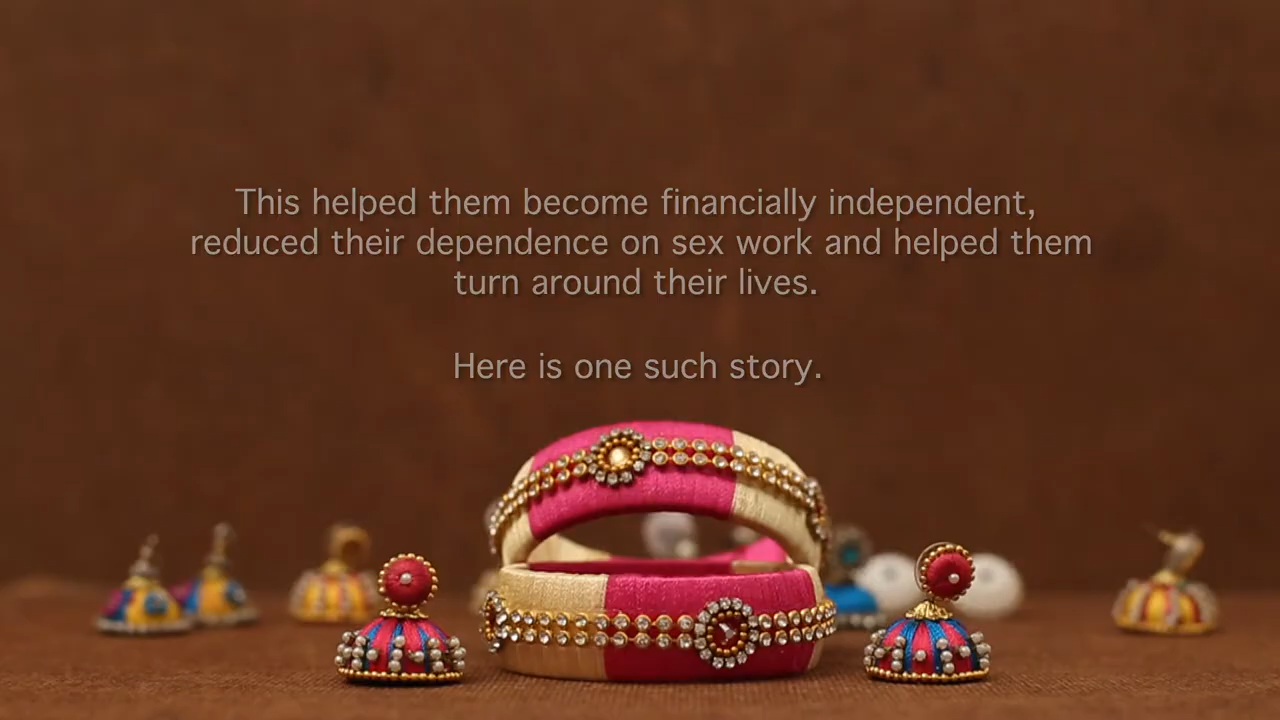 This helped them become financially independent,
reduced their dependence on sex work and helped them
turn around their lives.
Here is one such story.